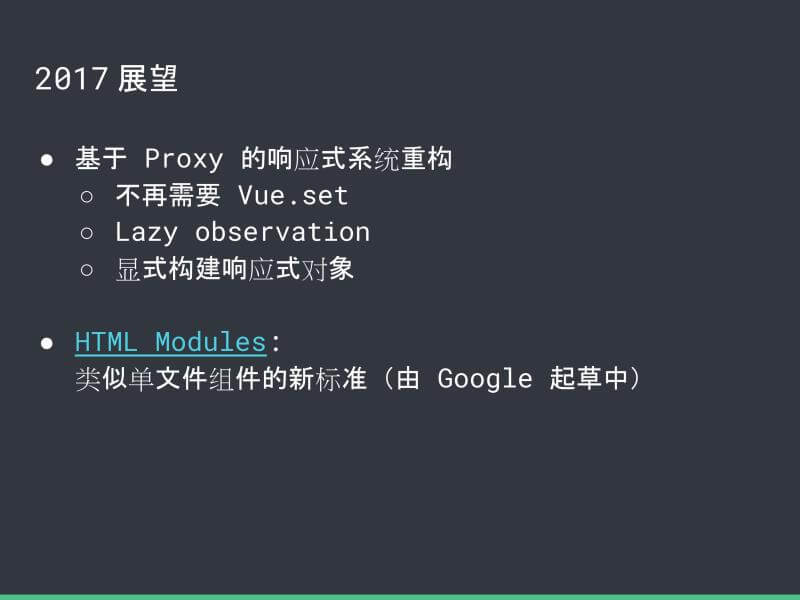 2017 展望
● 基于 Proxy 的响应式系统重构
○ 不再需要 Vue.set
○ Lazy observation
○ 显式构建响应式对象
● HTML Modules:
类似单文件组件的新标准（由 Google 起草中）